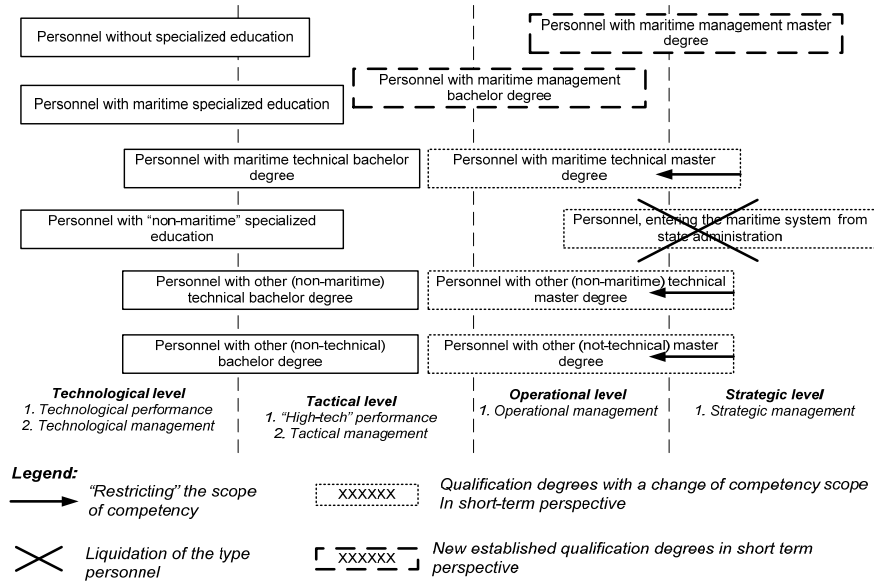 Personnel without specialized education
Personnel with maritime management master
degree
Personnel with maritime management
bachelor degree
Personnel with maritime specialized education
Personnel with maritime technical bachelor
degree
Personnel with maritime technical master
degree
Personnel with “non-maritime” specialized
education
Personnel, entering the maritime system from
state administration
Personnel with other (non-maritime)
technical bachelor degree
Personnel with other (non-maritime) technical
master degree
Personnel with other (non-technical)
bachelor degree
Personnel with other (not-technical) master
degree
Technological level
1. Technological performance
2. Technological management
Tactical level
1. “High-tech” performance
2. Tactical management
Operational level
1. Operational management
Strategic level
1. Strategic management
Legend:
“Restricting” the scope
of competency
XXXXXX
Qualification degrees with a change of competency scope
In short-term perspective
Liquidation of the type
personnel
XXXXXX
New established qualification degrees in short term
perspective